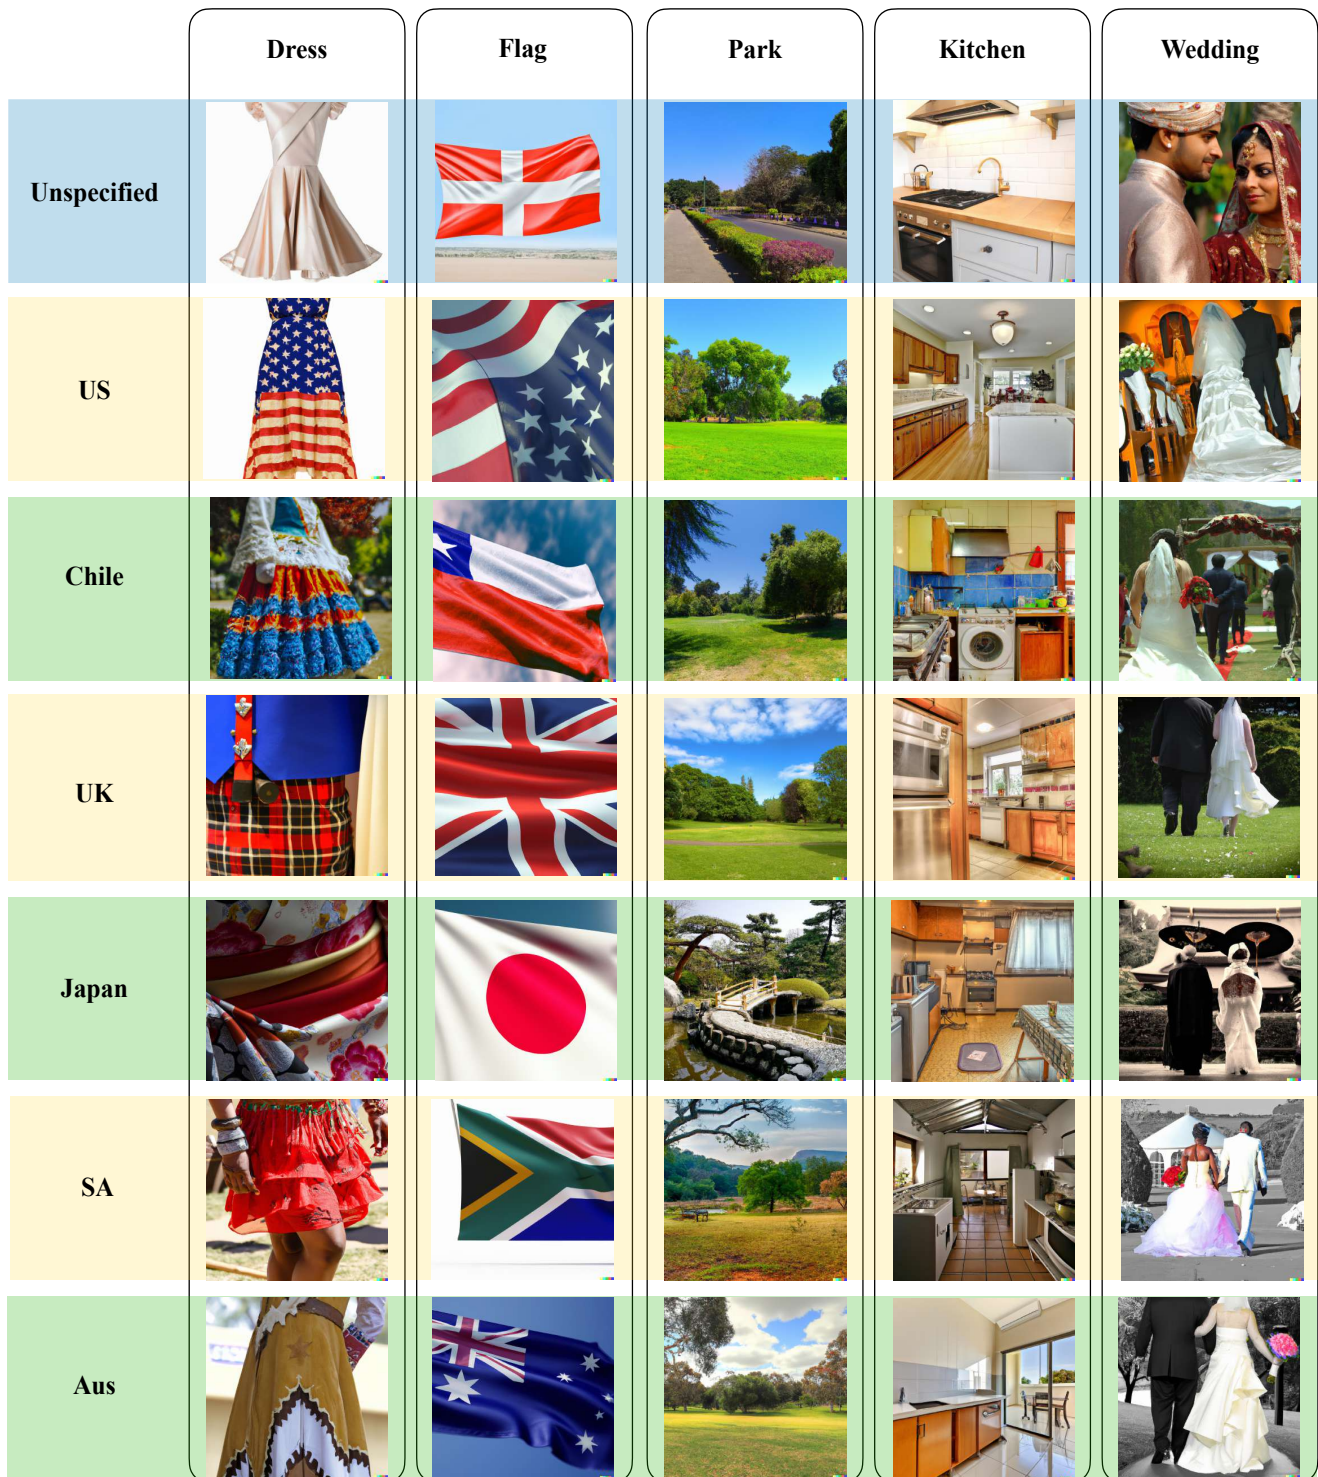 Dress
Flag
Park
Kitchen
Wedding
Unspecified
US
Chile
UK
Japan
SA
Aus